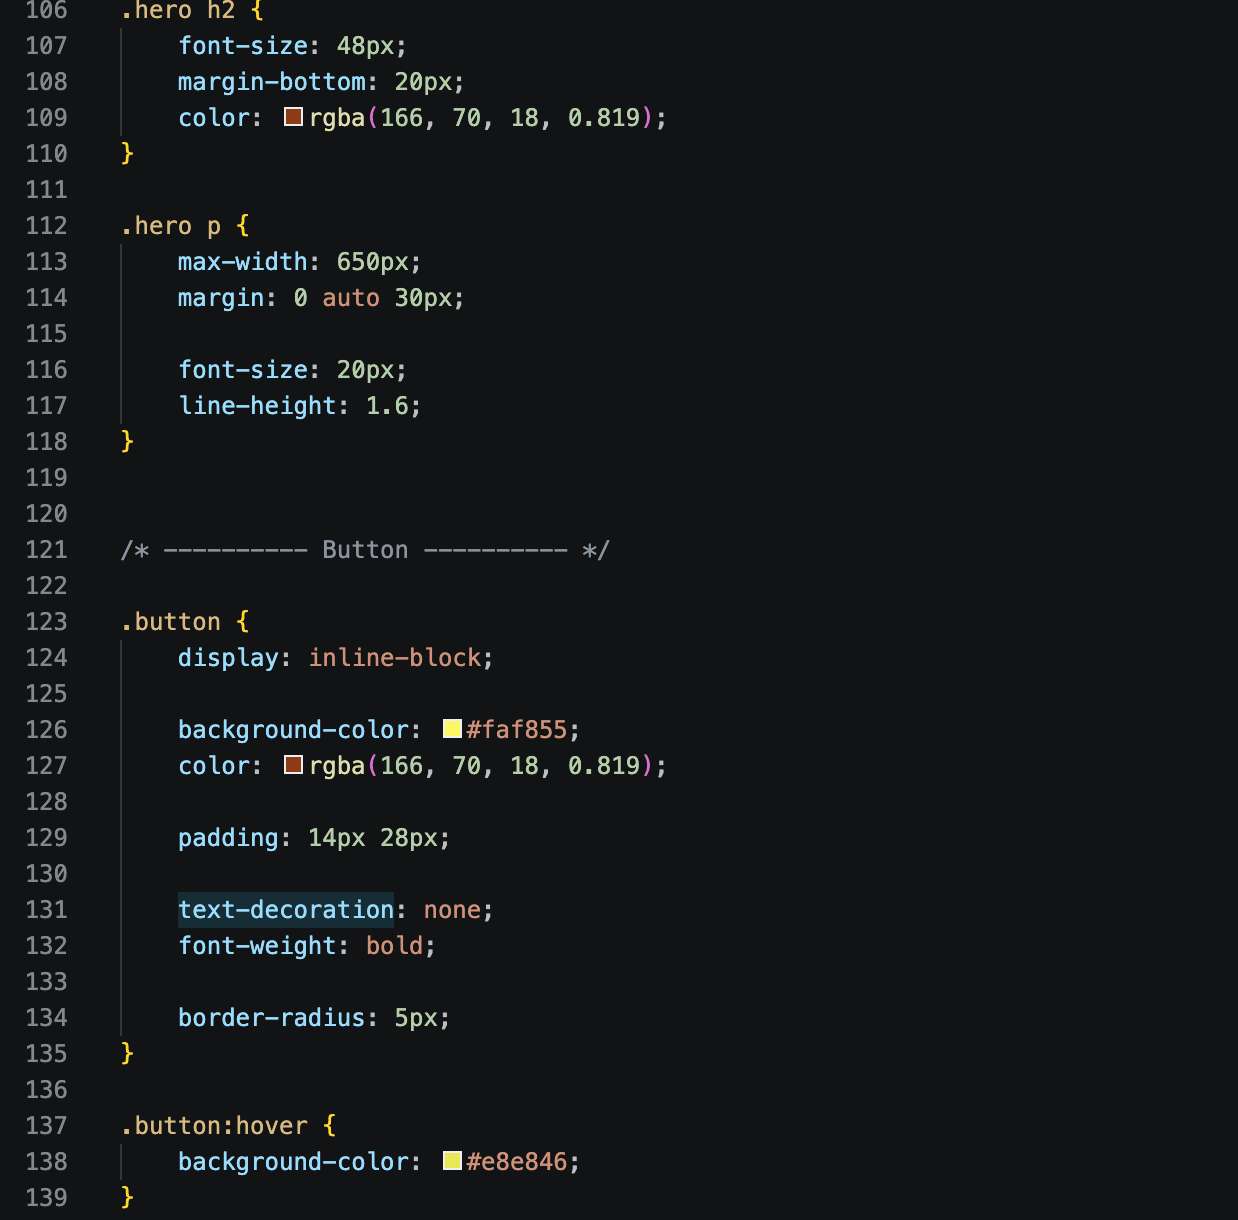 106 .hero h2 {
107 font-size: 48px;
108 margin-bottom: 20px;
109 color: rgba(166, 70, 18, 0.819);
110 }
111
112 .hero p {
113 max-width: 650px;
114 margin: 0 auto 30px;
115
116 font-size: 20px;
117 line-height: 1.6;
118 }
119
120
121 /* ---------- Button ---------- */
122
123 .button {
124 display: inline-block;
125
126 background-color: #faf855;
127 color: rgba(166, 70, 18, 0.819);
128
129 padding: 14px 28px;
130
131 text-decoration: none;
132 font-weight: bold;
133
134 border-radius: 5px;
135 }
136
137 .button:hover {
138 background-color: #e8e846;
139 }